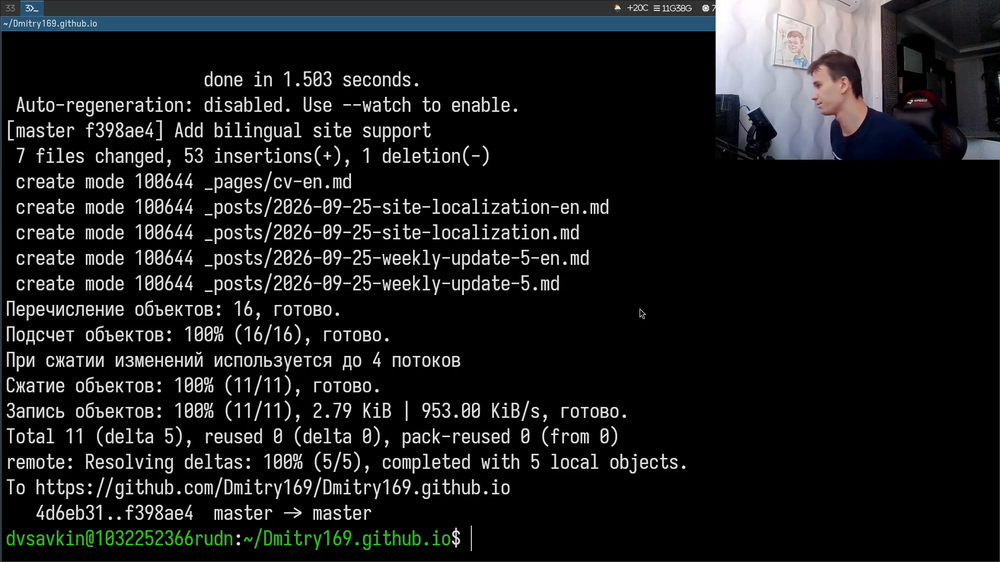 33 3>_ +20C 11G38G 7
~/Dmitry169.github.io
done in 1.503 seconds.
Auto-regeneration: disabled. Use --watch to enable.
[master f398ae4] Add bilingual site support
7 files changed, 53 insertions(+), 1 deletion(-)
create mode 100644 _pages/cv-en.md
create mode 100644 _posts/2026-09-25-site-localization-en.md
create mode 100644 _posts/2026-09-25-site-localization.md
create mode 100644 _posts/2026-09-25-weekly-update-5-en.md
create mode 100644 _posts/2026-09-25-weekly-update-5.md
Перечисление объектов: 16, готово.
Подсчет объектов: 100% (16/16), готово.
При сжатии изменений используется до 4 потоков
Сжатие объектов: 100% (11/11), готово.
Запись объектов: 100% (11/11), 2.79 KiB | 953.00 KiB/s, готово.
Total 11 (delta 5), reused 0 (delta 0), pack-reused 0 (from 0)
remote: Resolving deltas: 100% (5/5), completed with 5 local objects.
To https://github.com/Dmitry169/Dmitry169.github.io
4d6eb31..f398ae4 master -> master
dvsavkin@1032252366rudn:~/Dmitry169.github.io$
SPEED